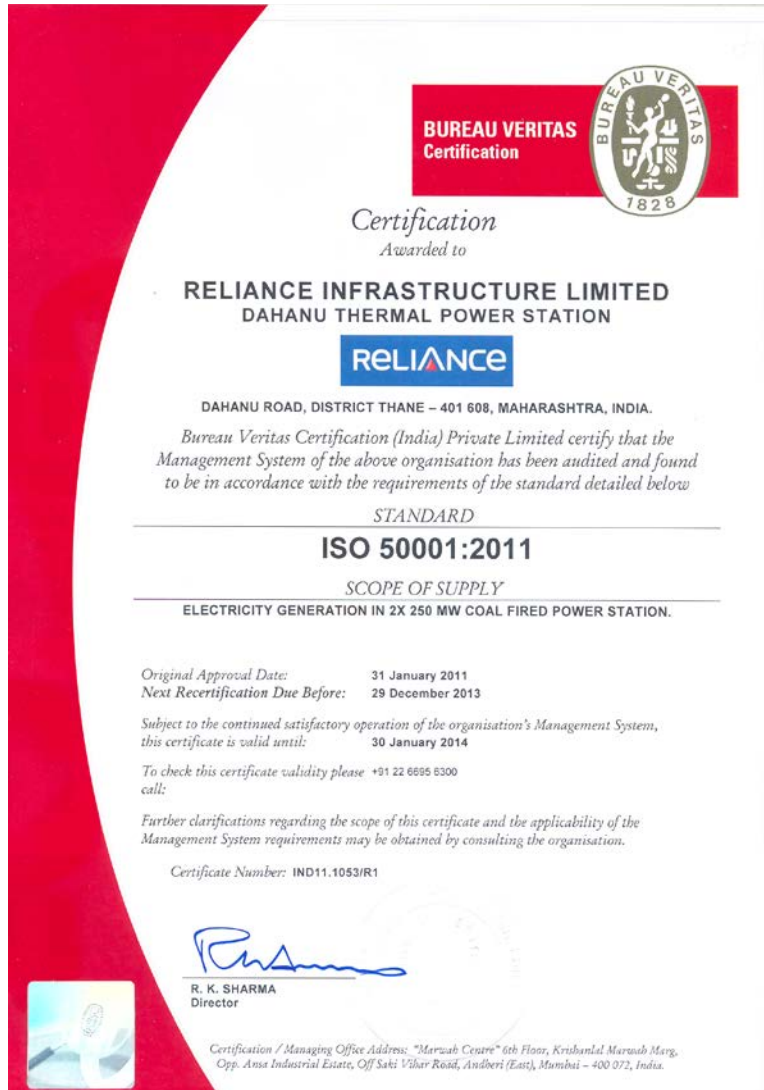 BUREAU VERITAS
Certification
BUREAU VERITAS
1828
Certification
Awarded to
RELIANCE INFRASTRUCTURE LIMITED
DAHANU THERMAL POWER STATION
RELIANCe
DAHANU ROAD, DISTRICT THANE – 401 608, MAHARASHTRA, INDIA.
Bureau Veritas Certification (India) Private Limited certify that the
Management System of the above organisation has been audited and found
to be in accordance with the requirements of the standard detailed below
STANDARD
ISO 50001:2011
SCOPE OF SUPPLY
ELECTRICITY GENERATION IN 2X 250 MW COAL FIRED POWER STATION.
Original Approval Date: 31 January 2011
Next Recertification Due Before: 29 December 2013
Subject to the continued satisfactory operation of the organisation's Management System,
this certificate is valid until: 30 January 2014
To check this certificate validity please +91 22 6695 6300
call:
Further clarifications regarding the scope of this certificate and the applicability of the
Management System requirements may be obtained by consulting the organisation.
Certificate Number: IND11.1053/R1
R. K. SHARMA
Director
Certification / Managing Office Address: "Marwah Centre" 6th Floor, Krishanlal Marwah Marg,
Opp. Ansa Industrial Estate, Off Saki Vihar Road, Andheri (East), Mumbai – 400 072, India.